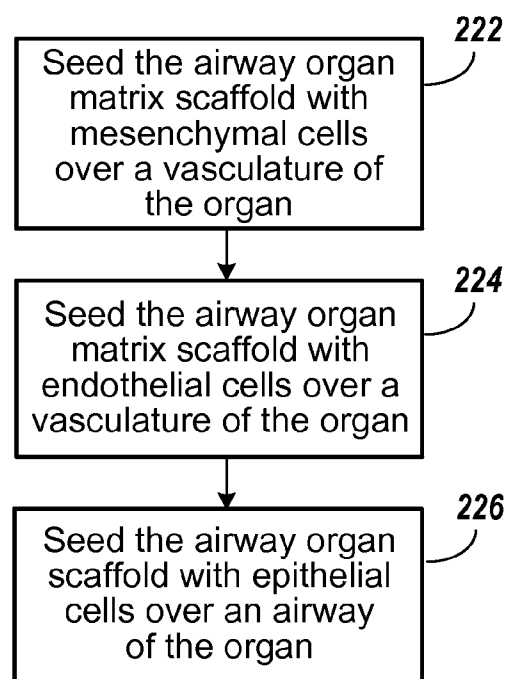 222
Seed the airway organ
matrix scaffold with
mesenchymal cells
over a vasculature of
the organ
224
Seed the airway organ
matrix scaffold with
endothelial cells over a
vasculature of the organ
226
Seed the airway organ
scaffold with epithelial
cells over an airway
of the organ